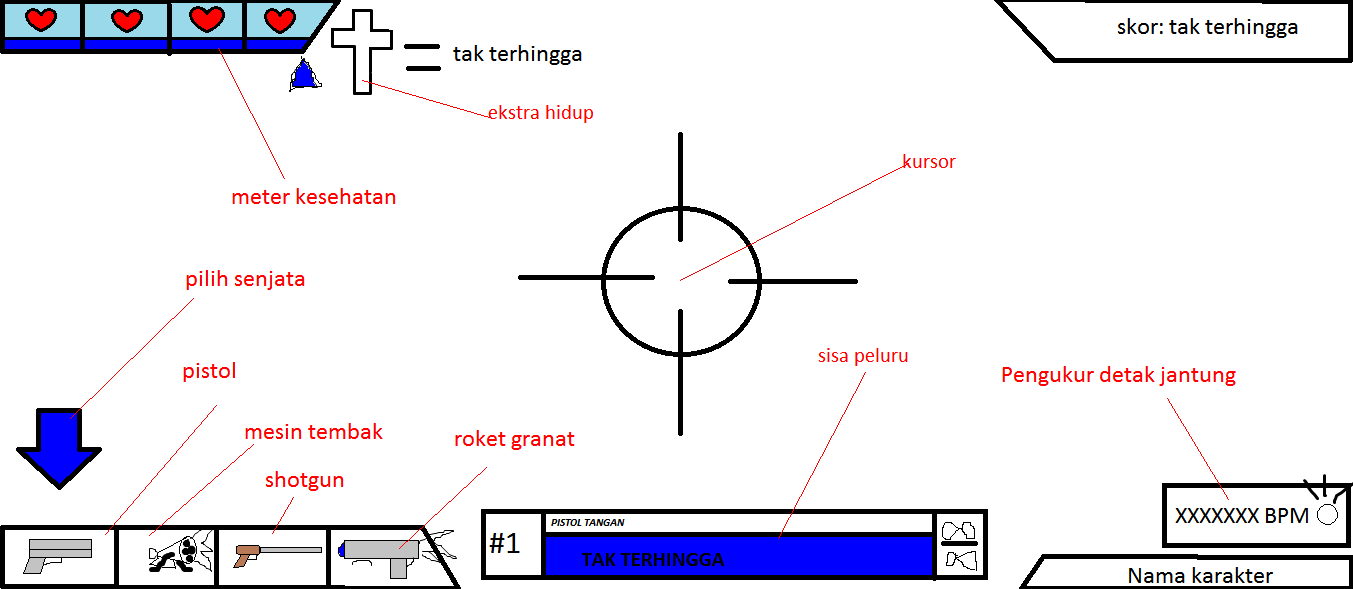 skor: tak terhingga
tak terhingga
ekstra hidup
kursor
meter kesehatan
pilih senjata
sisa peluru
pistol
Pengukur detak jantung
mesin tembak
roket granat
shotgun
XXXXXXX BPM
PISTOL TANGAN
#1
TAK TERHINGGA
Nama karakter